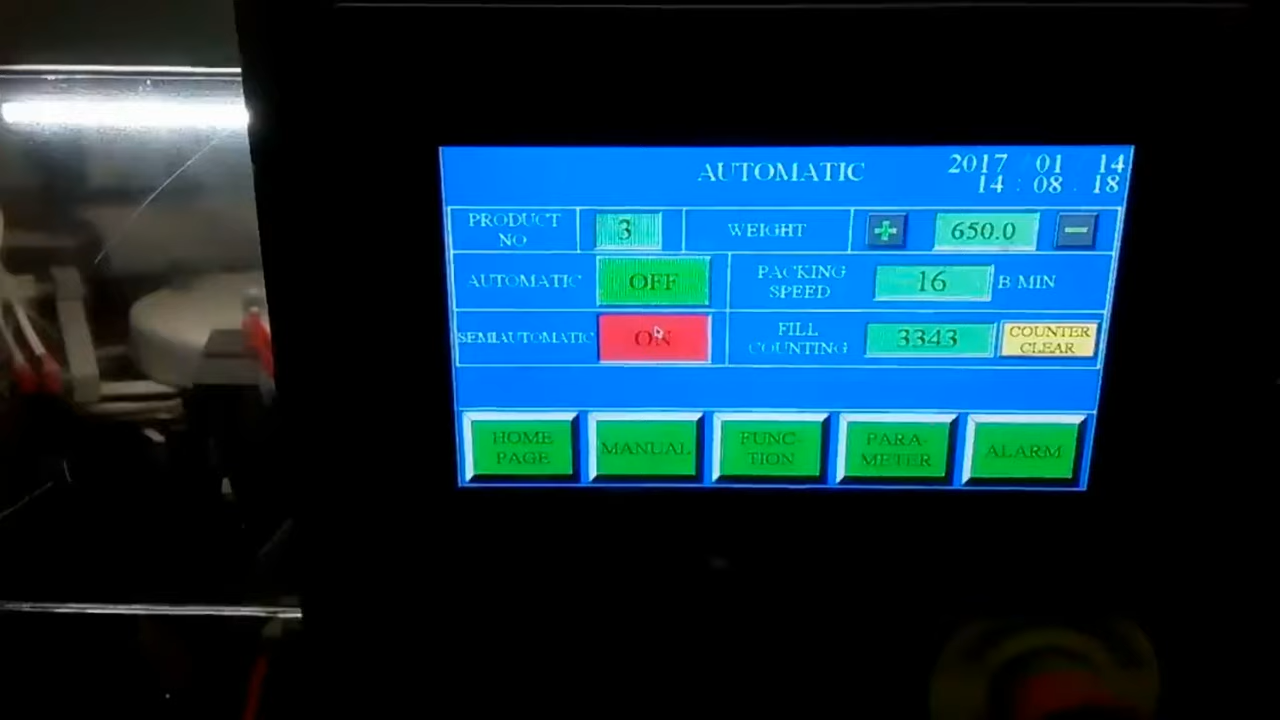 AUTOMATIC
2017 01 14
14 : 08 : 18
PRODUCT
NO
3
WEIGHT
+
650.0
−
AUTOMATIC
OFF
PACKING
SPEED
16
B MIN
SEMIAUTOMATIC
ON
FILL
COUNTING
3343
COUNTER
CLEAR
HOME
PAGE
MANUAL
FUNC-
TION
PARA-
METER
ALARM